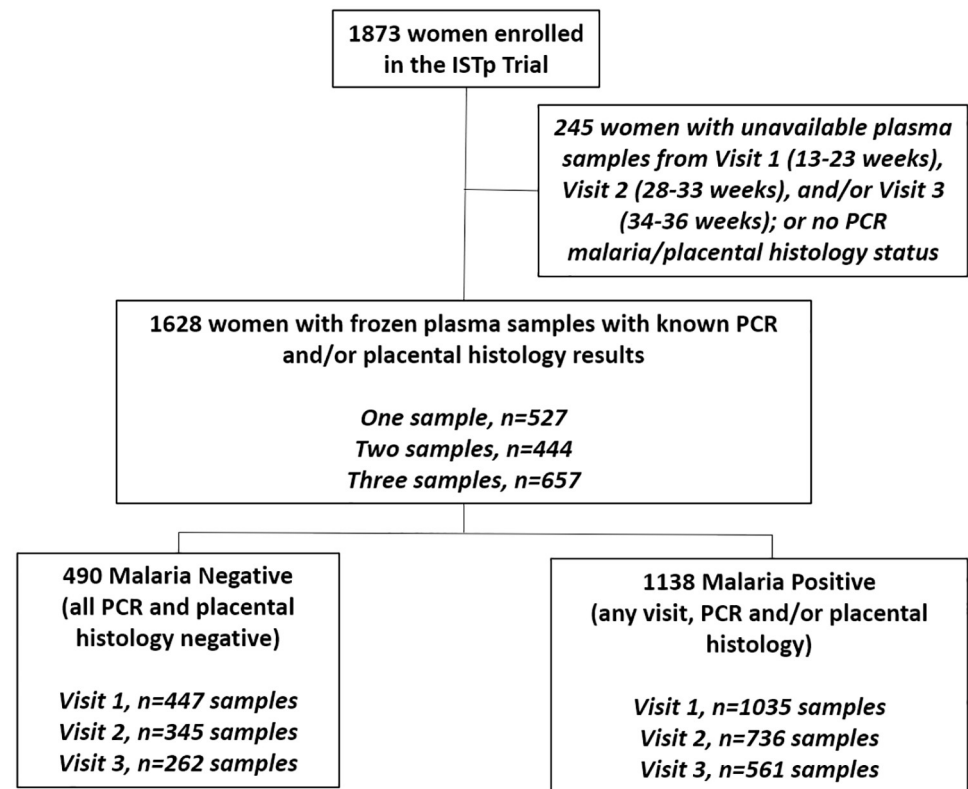 1873 women enrolled
in the ISTp Trial
245 women with unavailable plasma
samples from Visit 1 (13-23 weeks),
Visit 2 (28-33 weeks), and/or Visit 3
(34-36 weeks); or no PCR
malaria/placental histology status
1628 women with frozen plasma samples with known PCR
and/or placental histology results
One sample, n=527
Two samples, n=444
Three samples, n=657
490 Malaria Negative
(all PCR and placental
histology negative)
Visit 1, n=447 samples
Visit 2, n=345 samples
Visit 3, n=262 samples
1138 Malaria Positive
(any visit, PCR and/or placental
histology)
Visit 1, n=1035 samples
Visit 2, n=736 samples
Visit 3, n=561 samples